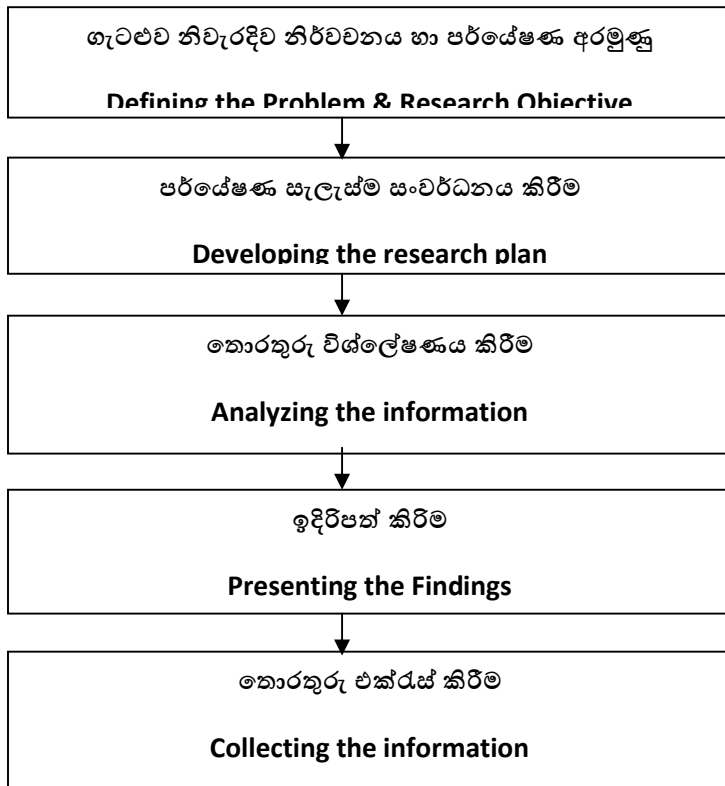 ගැටළුව නිවැරදිව නිර්වචනය හා පර්යේෂණ අරමුණු
Defining the Problem & Research Objective
පර්යේෂණ සැලැස්ම සංවර්ධනය කිරීම
Developing the research plan
තොරතුරු විශ්ලේෂණය කිරීම
Analyzing the information
ඉදිරිපත් කිරිම
Presenting the Findings
තොරතුරු එක්රැස් කිරීම
Collecting the information